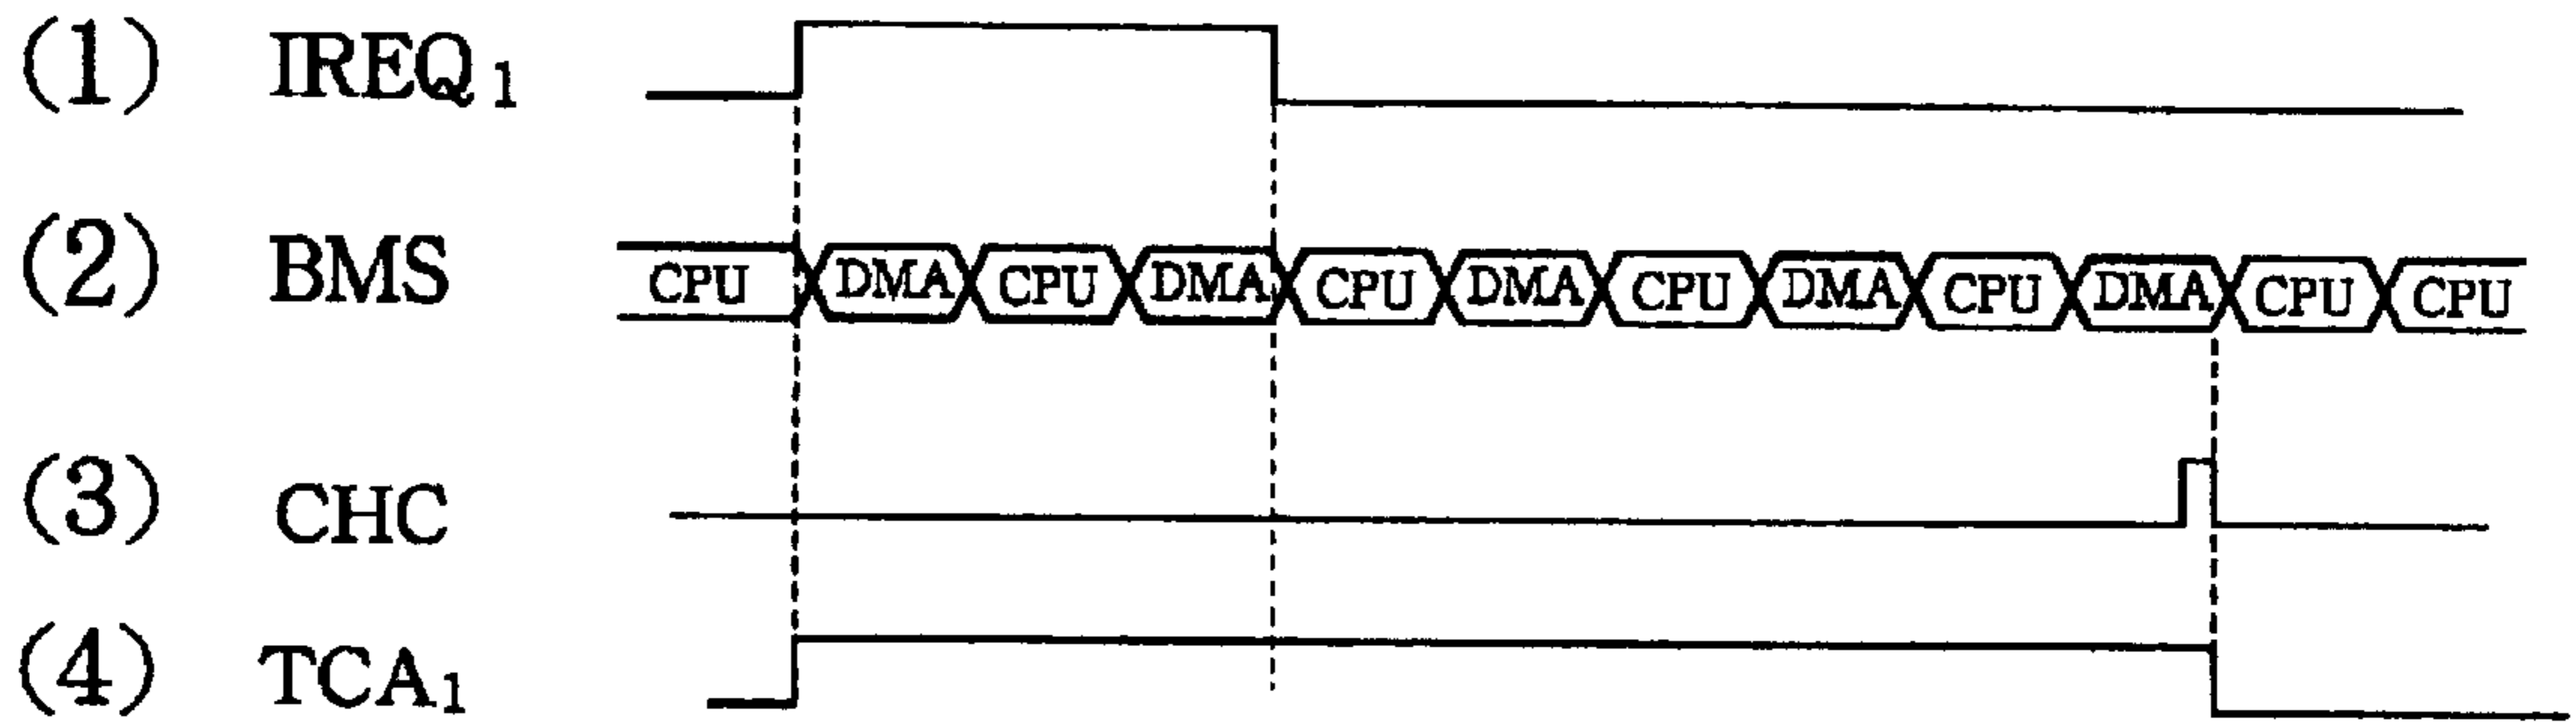 (1) IREQ₁
(2) BMS CPU DMA CPU DMA CPU DMA CPU DMA CPU DMA CPU CPU
(3) CHC
(4) TCA₁